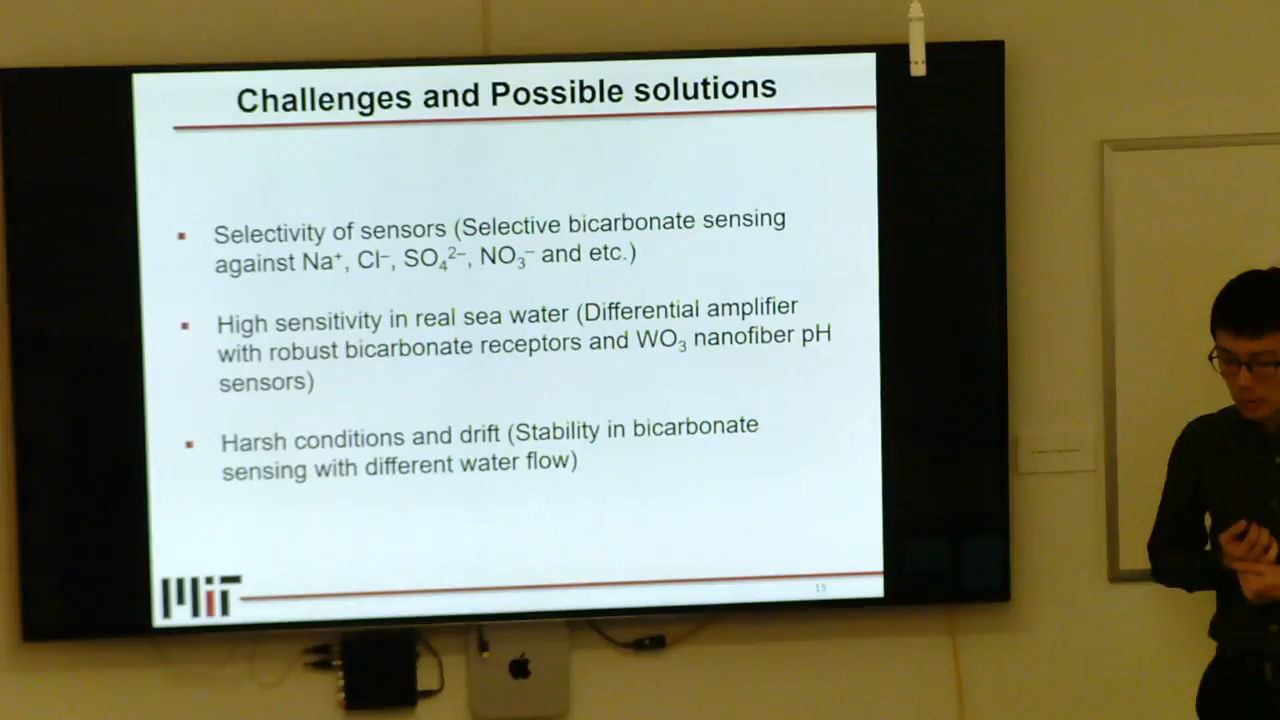 Challenges and Possible solutions
▪ Selectivity of sensors (Selective bicarbonate sensing
against Na⁺, Cl⁻, SO₄²⁻, NO₃⁻ and etc.)
▪ High sensitivity in real sea water (Differential amplifier
with robust bicarbonate receptors and WO₃ nanofiber pH
sensors)
▪ Harsh conditions and drift (Stability in bicarbonate
sensing with different water flow)
MIT
15